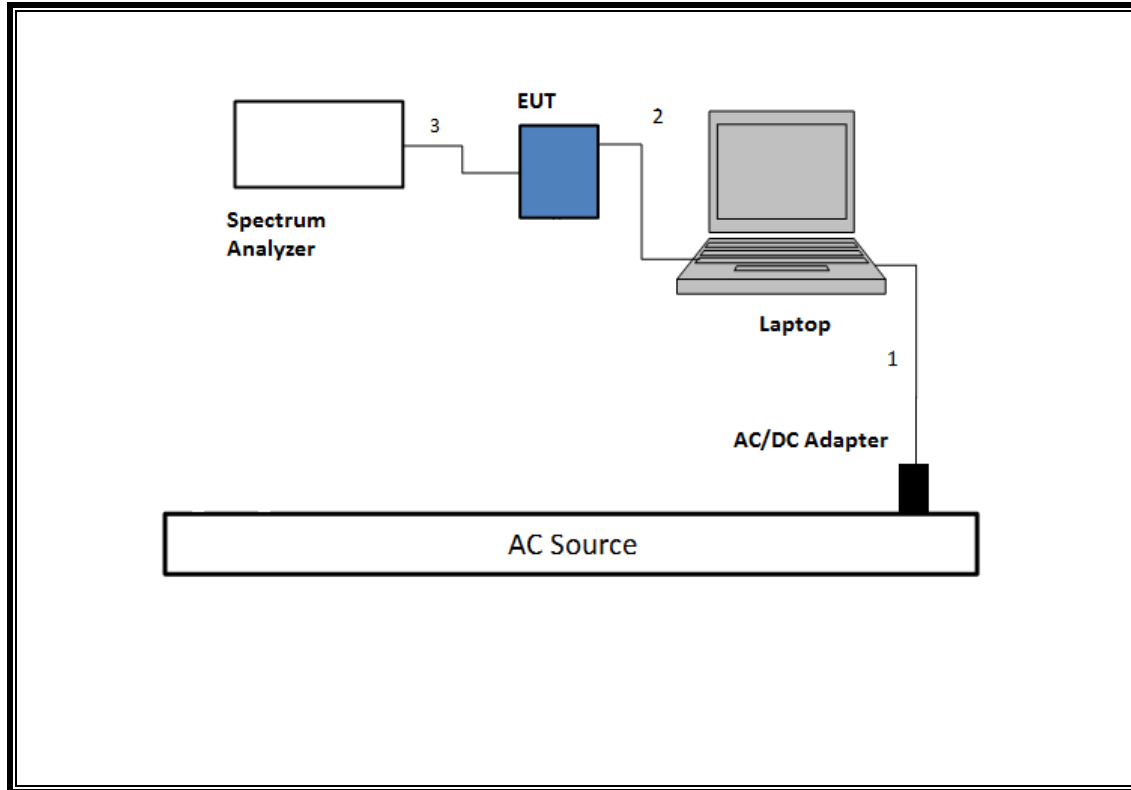 EUT
3
2
Spectrum
Analyzer
Laptop
1
AC/DC Adapter
AC Source